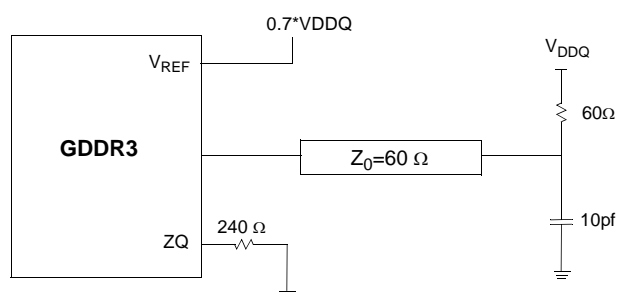 0.7*VDDQ
VREF
VDDQ
60Ω
GDDR3
Z0=60 Ω
10pf
240 Ω
ZQ